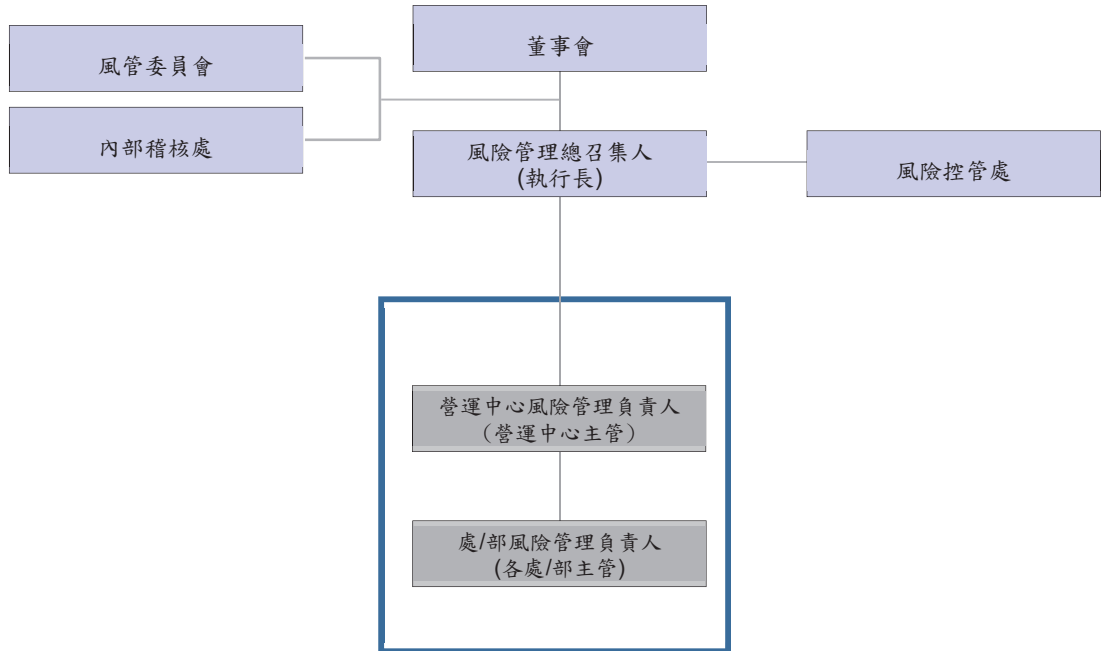 董事會
風管委員會
內部稽核處
風險管理總召集人
(執行長)
風險控管處
營運中心風險管理負責人
（營運中心主管）
處/部風險管理負責人
(各處/部主管)